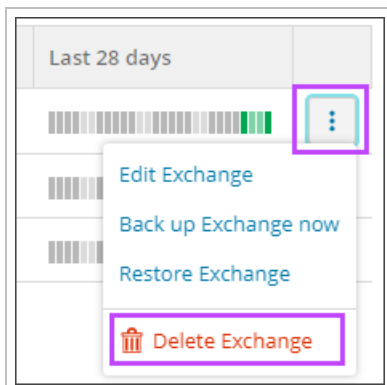 Last 28 days
Edit Exchange
Back up Exchange now
Restore Exchange
Delete Exchange